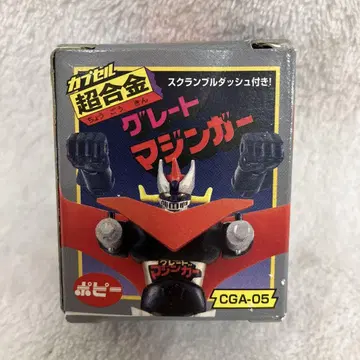 カプセル
超合金
ちょうごうきん
スクランブルダッシュ付き!
グレート
マジンガー
グレート
マジンガー
ポピー
CGA-05